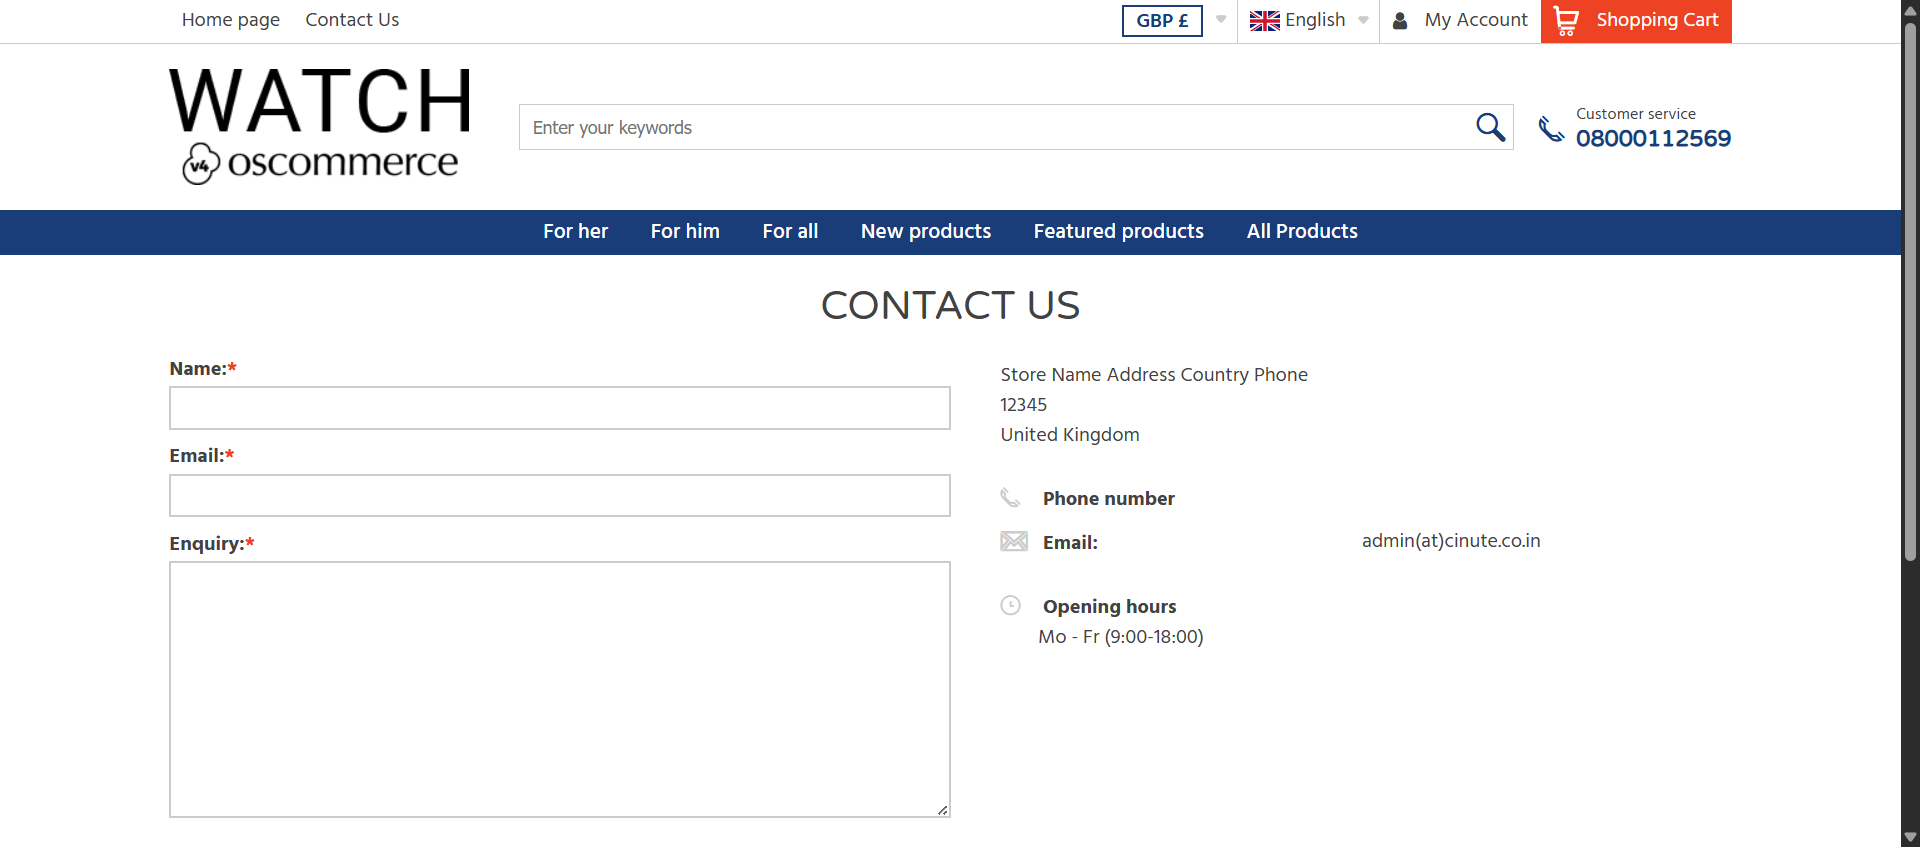 Home page Contact Us GBP £ English My Account Shopping Cart
WATCH
v4 oscommerce
Enter your keywords
Customer service
08000112569
For her For him For all New products Featured products All Products
CONTACT US
Name:*
Email:*
Enquiry:*
Store Name Address Country Phone
12345
United Kingdom
Phone number
Email: admin(at)cinute.co.in
Opening hours
Mo - Fr (9:00-18:00)